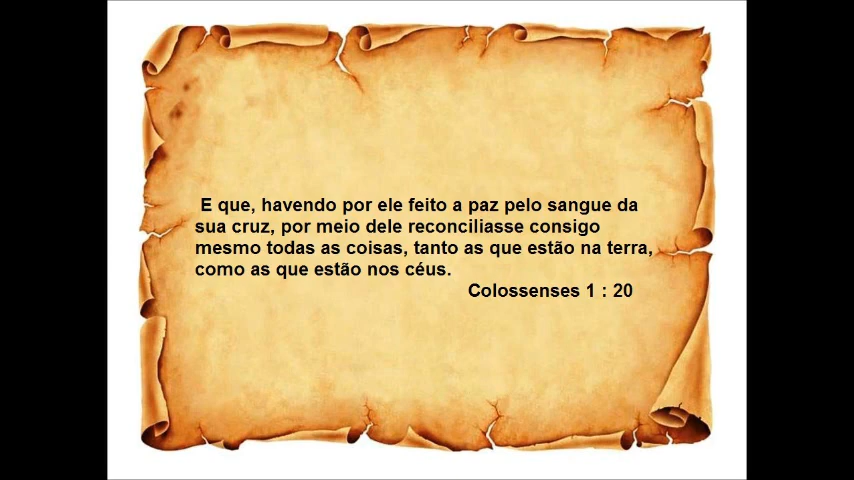 E que, havendo por ele feito a paz pelo sangue da
sua cruz, por meio dele reconciliasse consigo
mesmo todas as coisas, tanto as que estão na terra,
como as que estão nos céus.
Colossenses 1 : 20